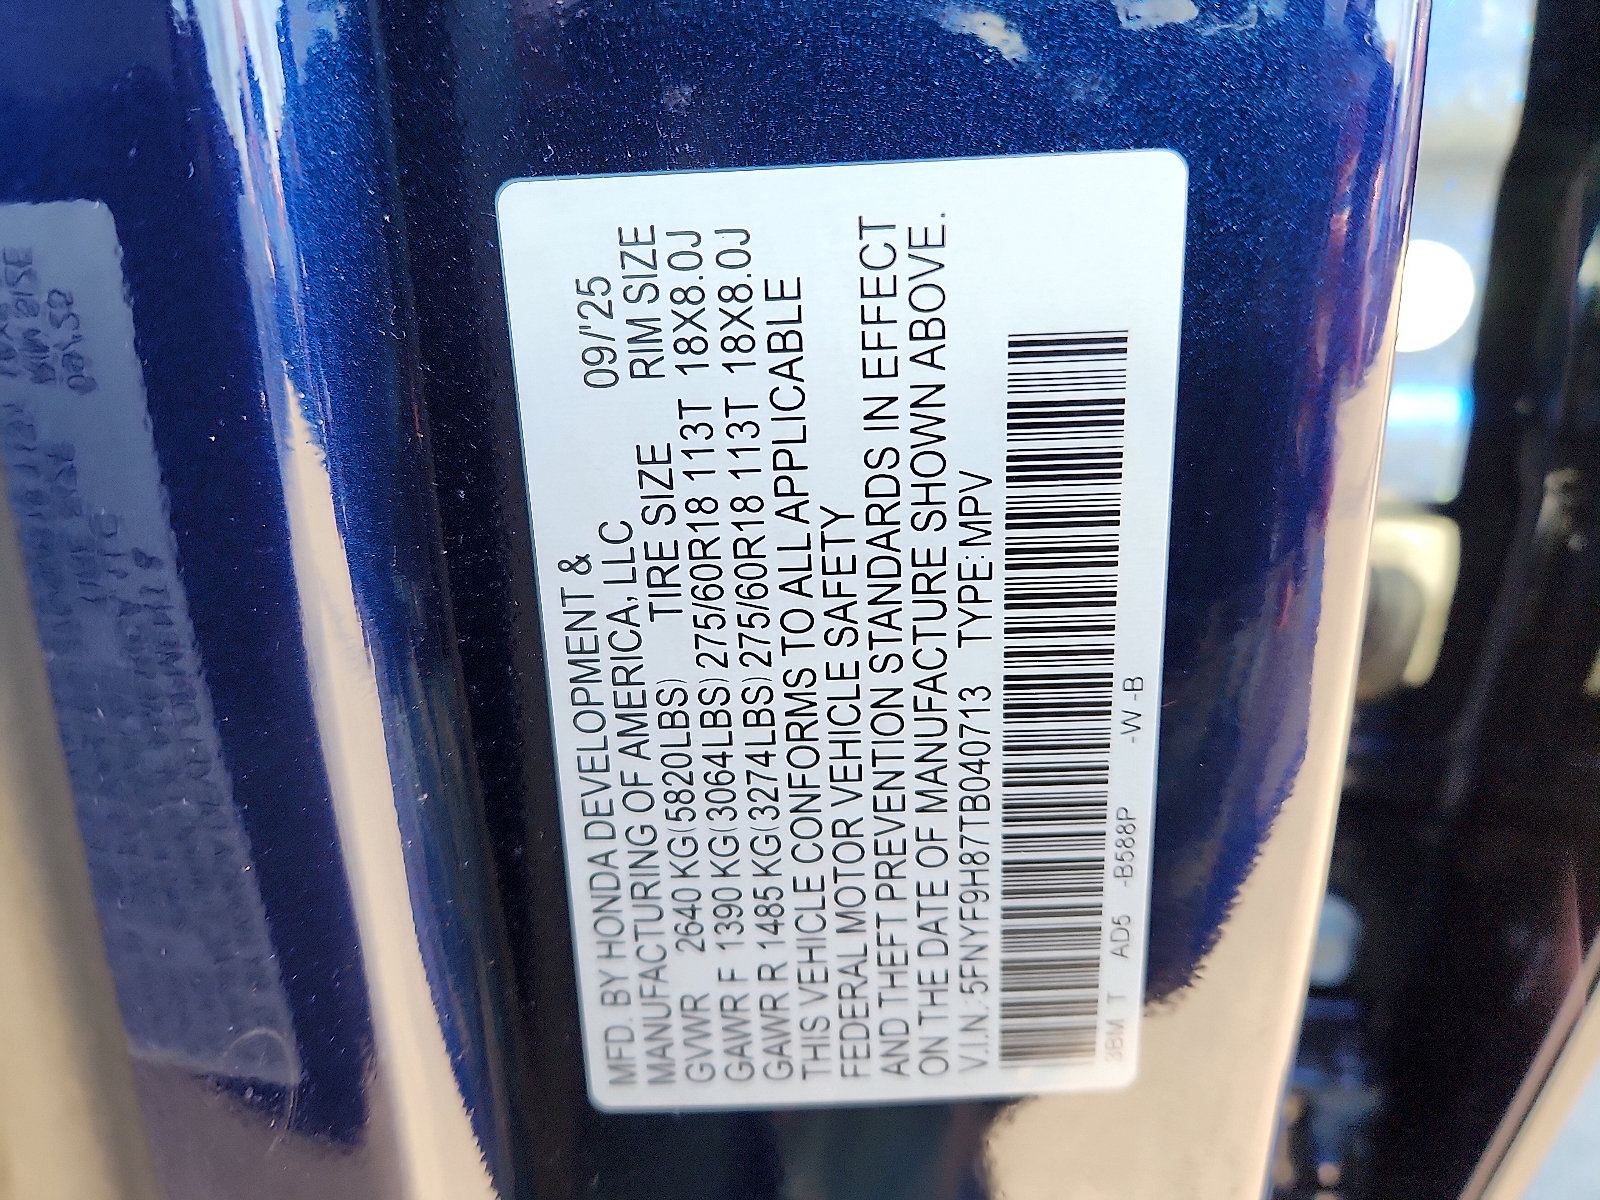 MFD. BY HONDA DEVELOPMENT &
MANUFACTURING OF AMERICA, LLC 09/'25
TIRE SIZE RIM SIZE
GVWR 2640 KG(5820LBS)
GAWR F 1390 KG(3064LBS) 275/60R18 113T 18X8.0J
GAWR R 1485 KG(3274LBS) 275/60R18 113T 18X8.0J
THIS VEHICLE CONFORMS TO ALL APPLICABLE
FEDERAL MOTOR VEHICLE SAFETY
AND THEFT PREVENTION STANDARDS IN EFFECT
ON THE DATE OF MANUFACTURE SHOWN ABOVE.
V.I.N.: 5FNYF9H87TB040713 TYPE: MPV
3BM T AD5 -B588P -W -B